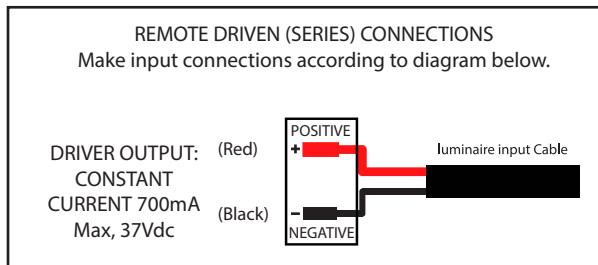 REMOTE DRIVEN (SERIES) CONNECTIONS
Make input connections according to diagram below.
DRIVER OUTPUT:
CONSTANT
CURRENT 700mA
Max, 37Vdc
(Red)
(Black)
POSITIVE
+
−
NEGATIVE
luminaire input Cable